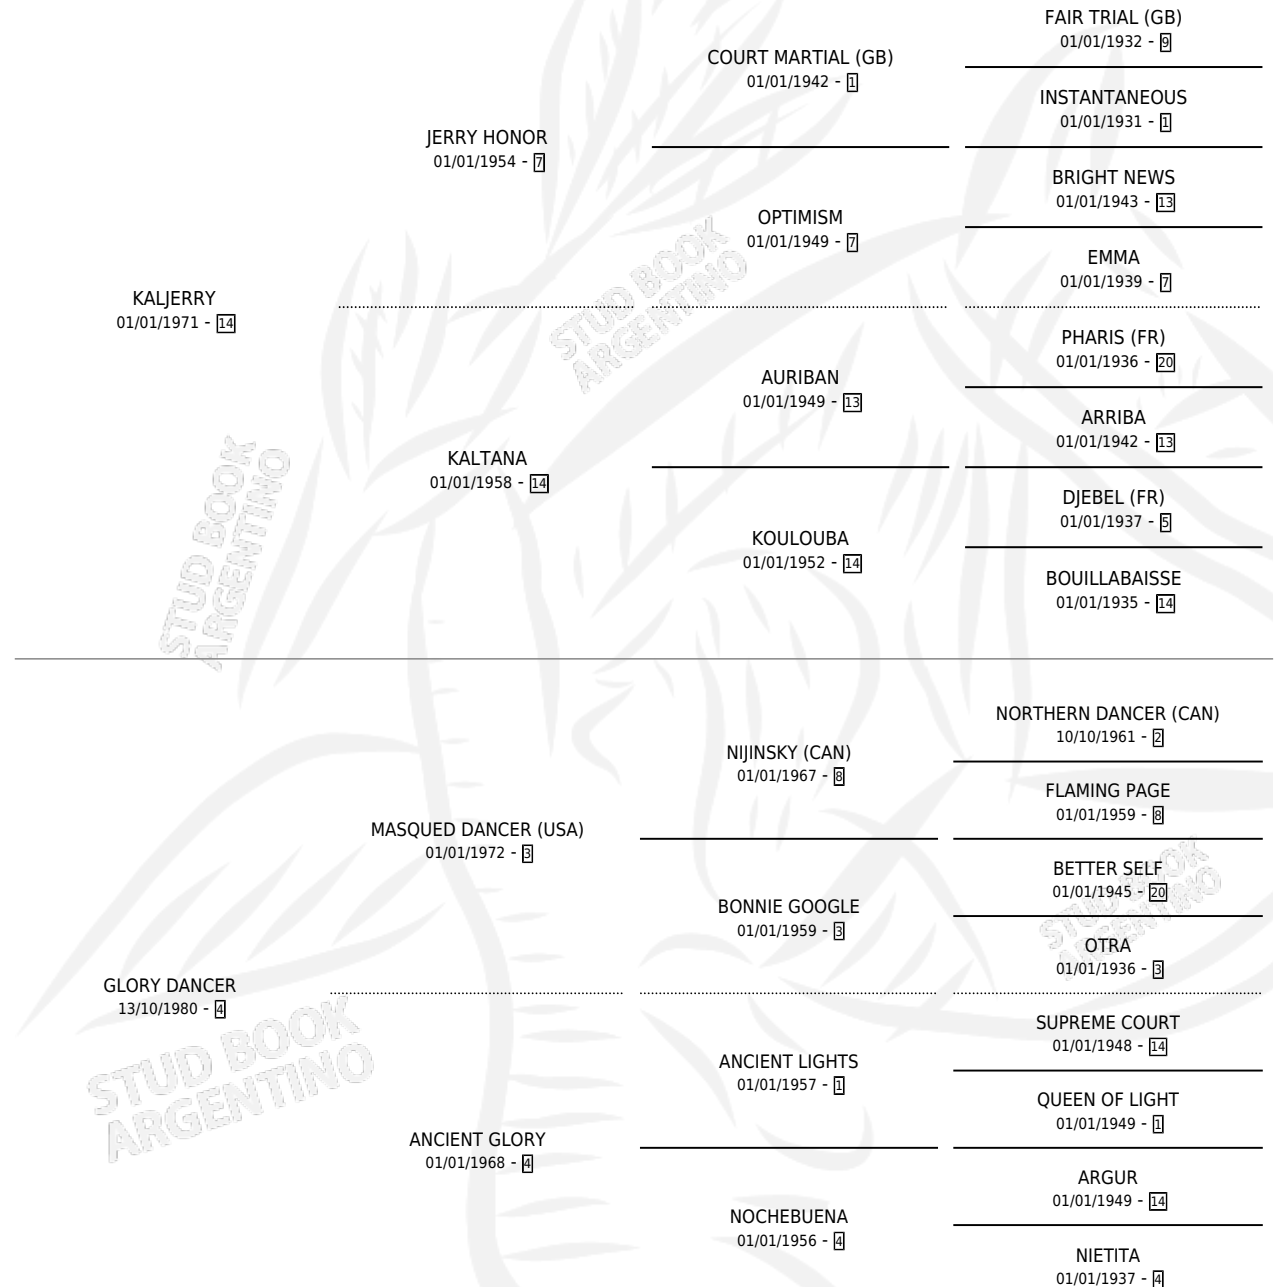 FAIR TRIAL (GB)
01/01/1932 - 9
COURT MARTIAL (GB)
01/01/1942 - 1
INSTANTANEOUS
01/01/1931 - 1
JERRY HONOR
01/01/1954 - 7
BRIGHT NEWS
01/01/1943 - 13
OPTIMISM
01/01/1949 - 7
EMMA
01/01/1939 - 7
KALJERRY
01/01/1971 - 14
PHARIS (FR)
01/01/1936 - 20
AURIBAN
01/01/1949 - 13
ARRIBA
01/01/1942 - 13
KALTANA
01/01/1958 - 14
DJEBEL (FR)
01/01/1937 - 5
KOULOUBA
01/01/1952 - 14
BOUILLABAISSE
01/01/1935 - 14
NORTHERN DANCER (CAN)
10/10/1961 - 2
NIJINSKY (CAN)
01/01/1967 - 8
FLAMING PAGE
01/01/1959 - 8
MASQUED DANCER (USA)
01/01/1972 - 3
BETTER SELF
01/01/1945 - 20
BONNIE GOOGLE
01/01/1959 - 3
OTRA
01/01/1936 - 3
GLORY DANCER
13/10/1980 - 4
SUPREME COURT
01/01/1948 - 14
ANCIENT LIGHTS
01/01/1957 - 1
QUEEN OF LIGHT
01/01/1949 - 1
ANCIENT GLORY
01/01/1968 - 4
ARGUR
01/01/1949 - 14
NOCHEBUENA
01/01/1956 - 4
NIETITA
01/01/1937 - 4
STUD BOOK
ARGENTINO
STUD BOOK
ARGENTINO
STUD BOOK
ARGENTINO
STUD BOOK
ARGENTINO